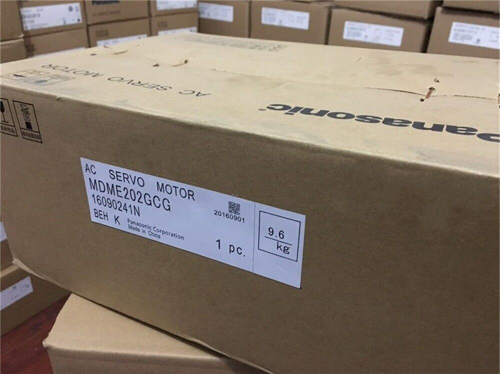 AC SERVO MOTOR
Panasonic
AC SERVO MOTOR
MDME202GCG
16090241N
20160901
BEH K
Panasonic Corporation
Made in China
1 pc.
9.6
kg